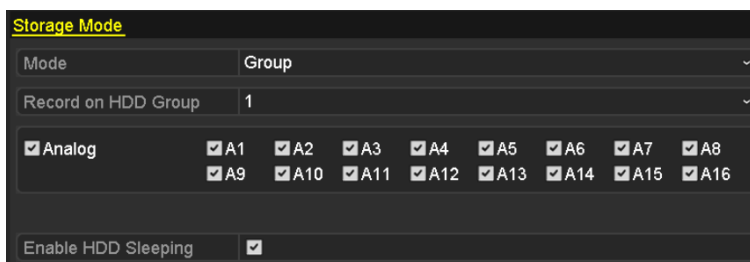 Storage Mode
Mode Group
Record on HDD Group 1
Analog A1 A2 A3 A4 A5 A6 A7 A8
A9 A10 A11 A12 A13 A14 A15 A16
Enable HDD Sleeping